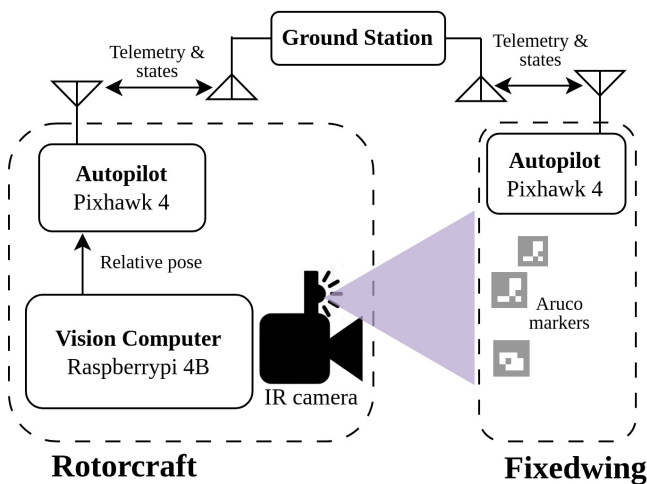 Ground Station
Telemetry &
states
Telemetry &
states
Autopilot
Pixhawk 4
Autopilot
Pixhawk 4
Relative pose
Vision Computer
Raspberrypi 4B
IR camera
Aruco
markers
Rotorcraft
Fixedwing